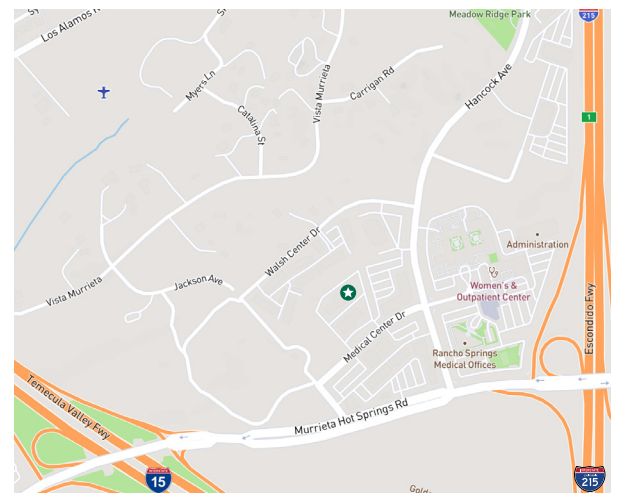 Meadow Ridge Park
215
Los Alamos R
Myers Ln
Carrigan Rd
Hancock Ave
Vista Murrieta
Catalina St
1
Walsh Center Dr
Administration
Women's &
Outpatient Center
Vista Murrieta
Jackson Ave
Escondido Fwy
Medical Center Dr
Rancho Springs
Medical Offices
Temecula Valley Fwy
Murrieta Hot Springs Rd
15
215